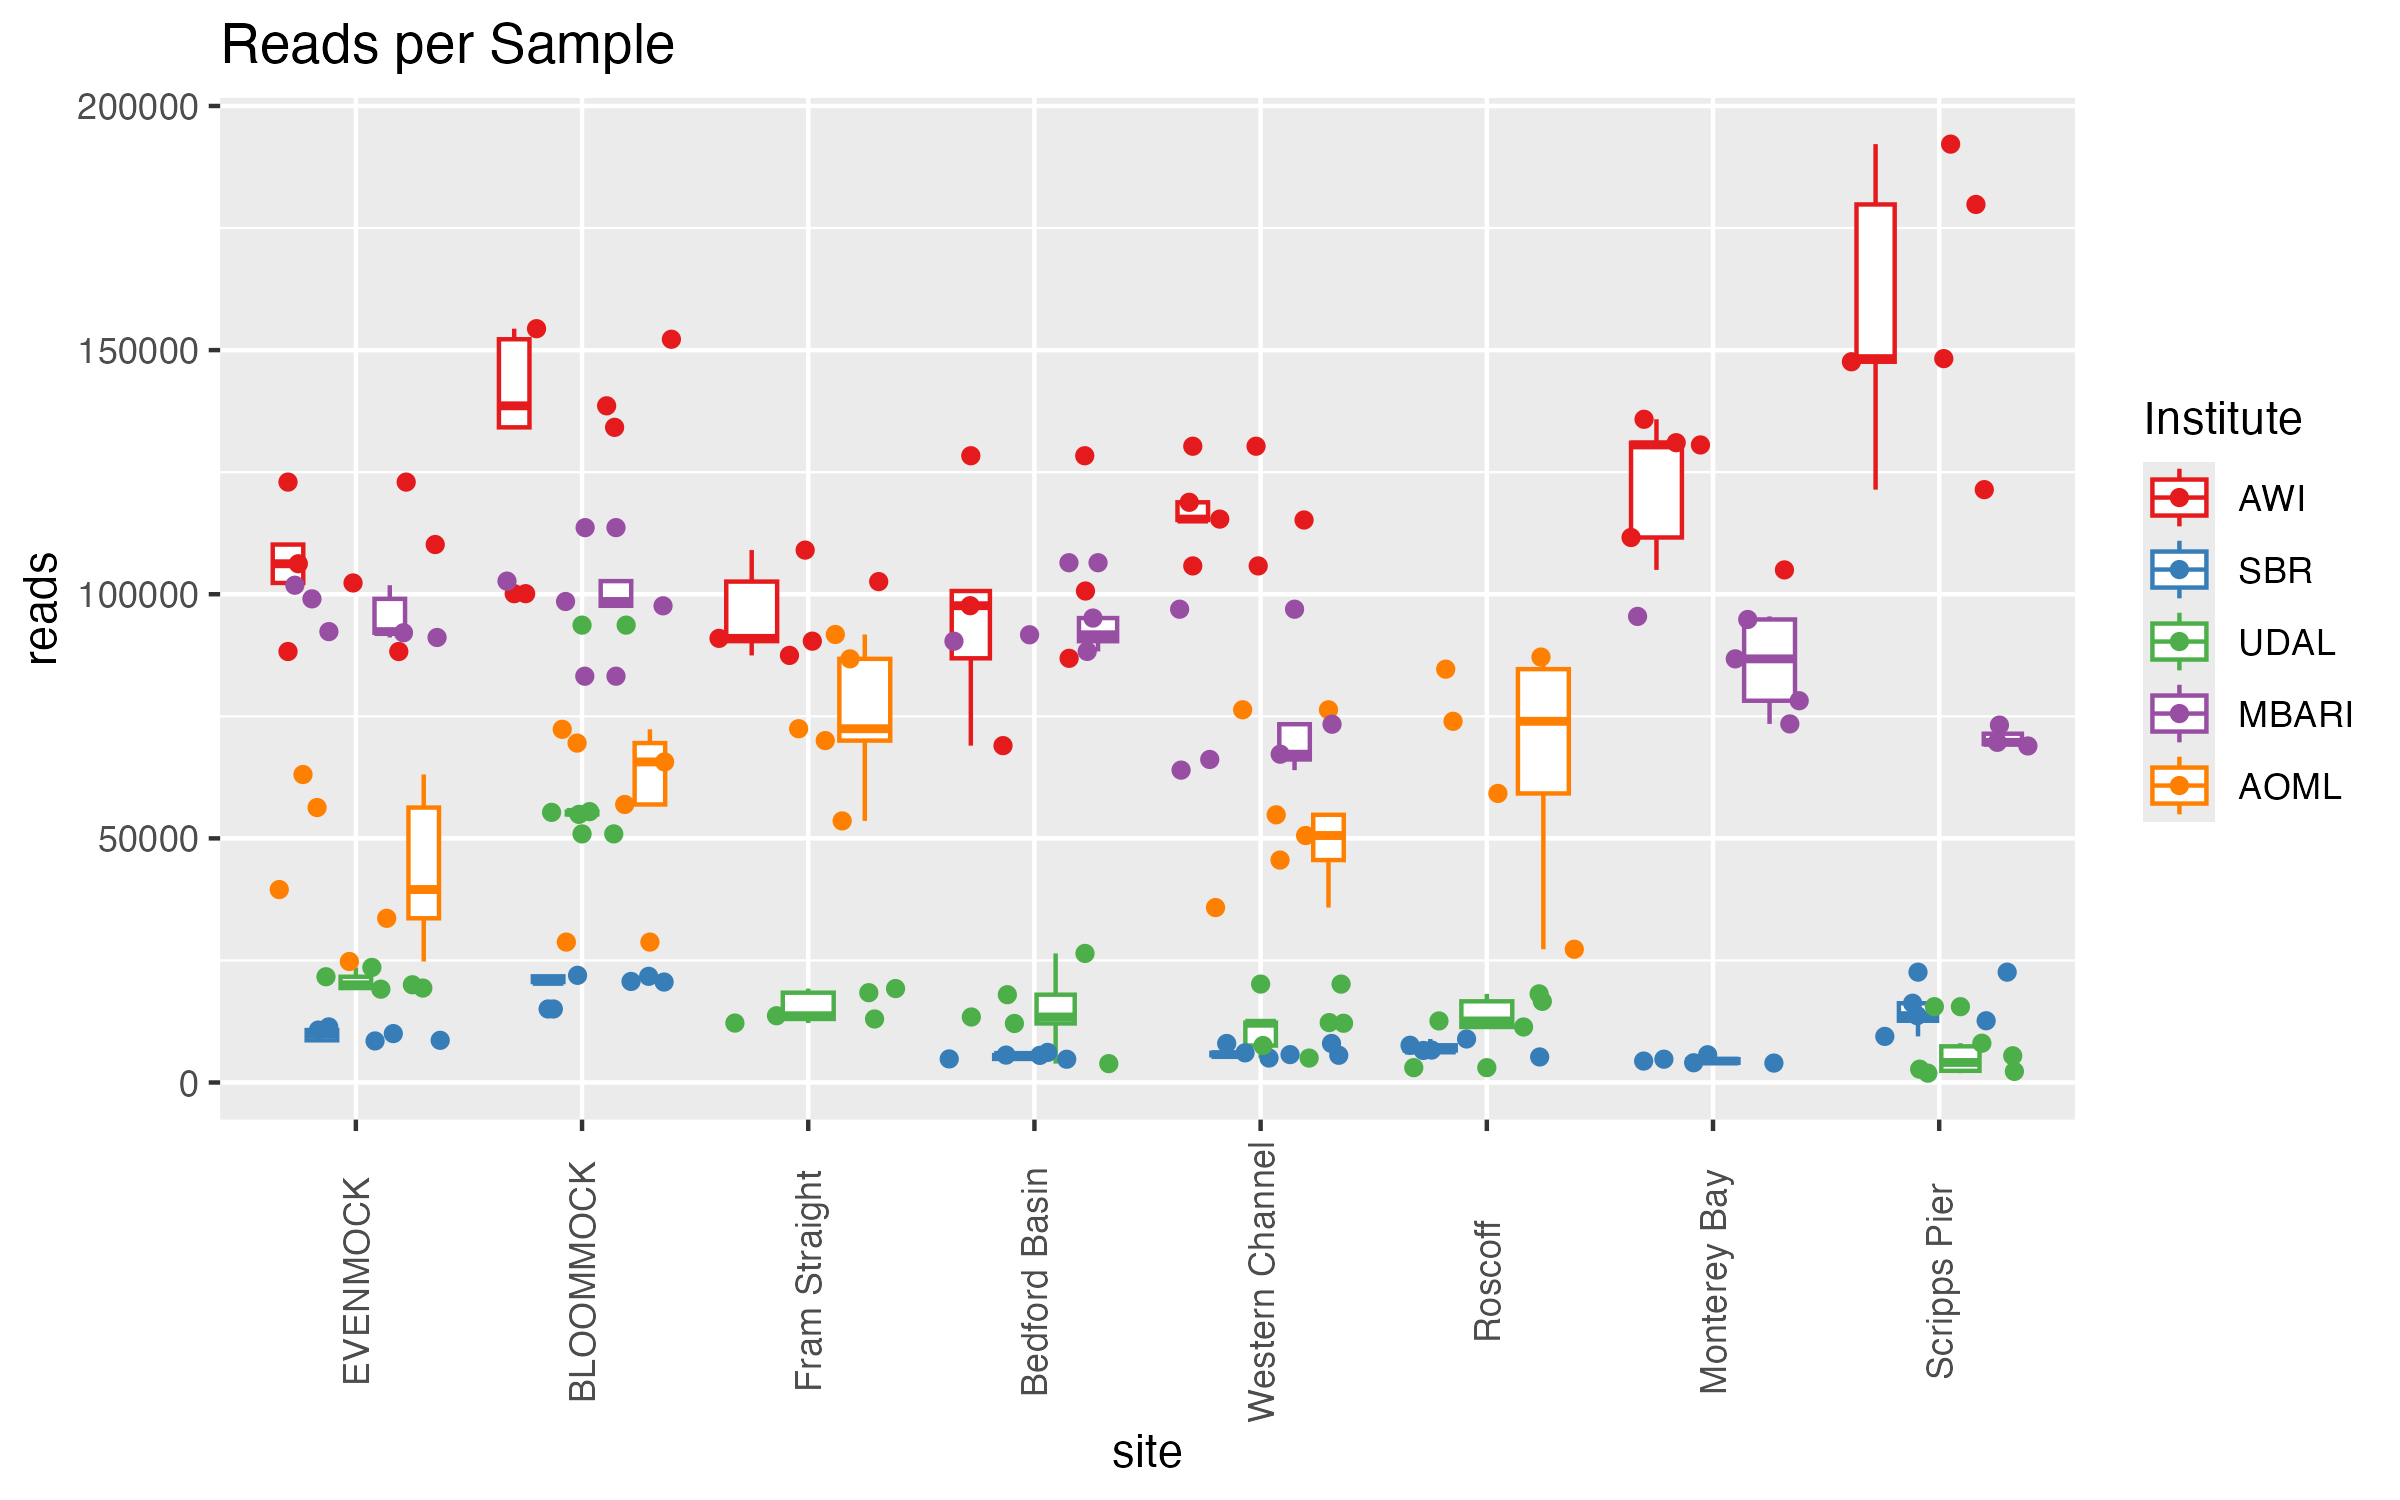 Reads per Sample
200000
150000
100000
50000
0
reads
EVENMOCK
BLOOMMOCK
Fram Straight
Bedford Basin
Western Channel
Roscoff
Monterey Bay
Scripps Pier
site
Institute
AWI
SBR
UDAL
MBARI
AOML